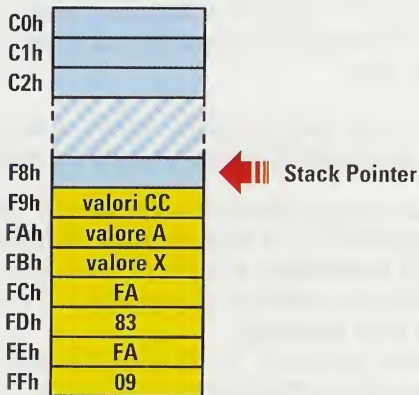 C0h
C1h
C2h
F8h Stack Pointer
F9h valori CC
FAh valore A
FBh valore X
FCh FA
FDh 83
FEh FA
FFh 09